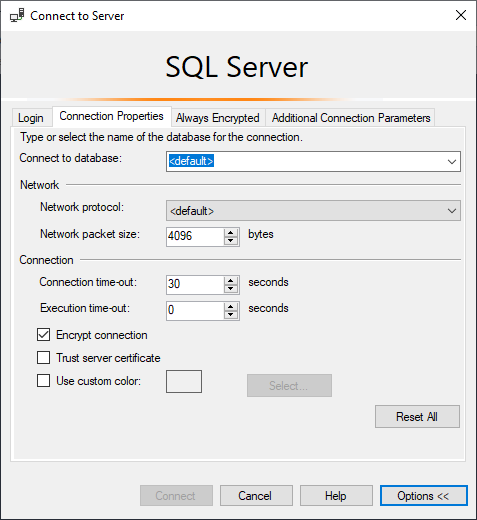 Connect to Server
SQL Server
Login Connection Properties Always Encrypted Additional Connection Parameters
Type or select the name of the database for the connection.
Connect to database: <default>
Network
Network protocol: <default>
Network packet size: 4096 bytes
Connection
Connection time-out: 30 seconds
Execution time-out: 0 seconds
Encrypt connection
Trust server certificate
Use custom color: Select...
Reset All
Connect Cancel Help Options <<